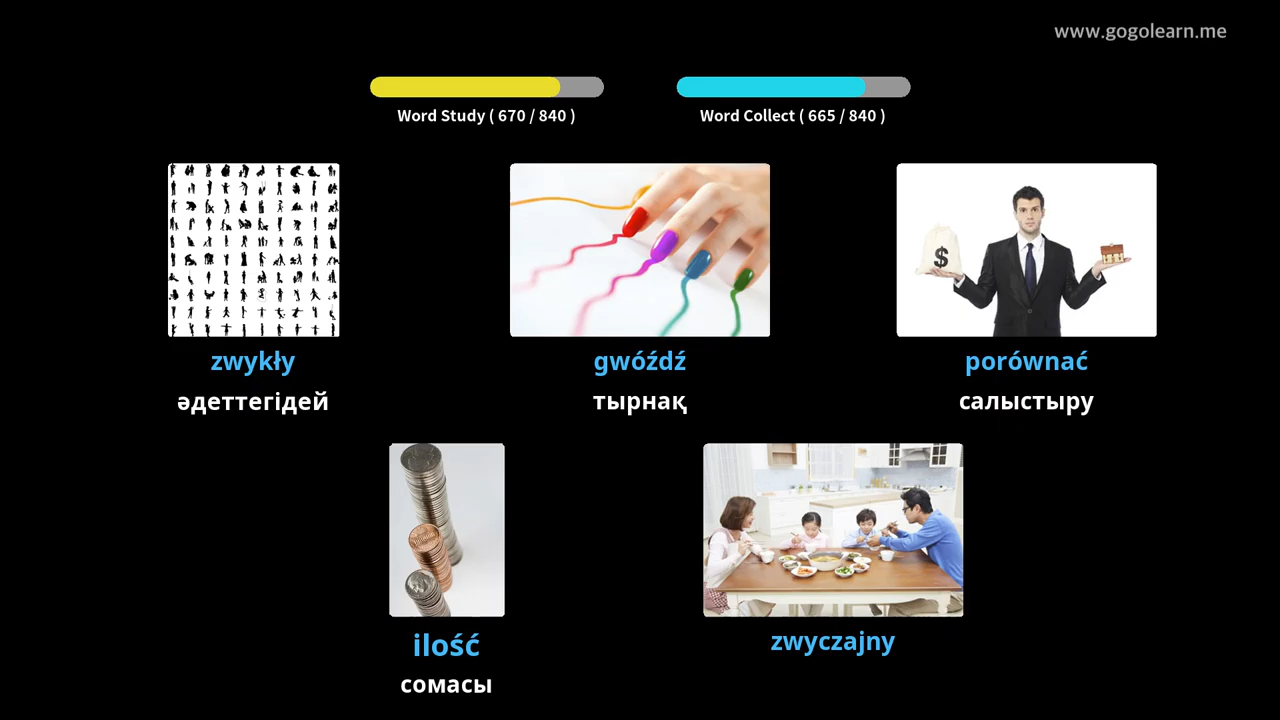 www.gogolearn.me
Word Study ( 670 / 840 )
Word Collect ( 665 / 840 )
zwykły
әдеттегідей
gwóźdź
тырнақ
porównać
салыстыру
ilość
сомасы
zwyczajny